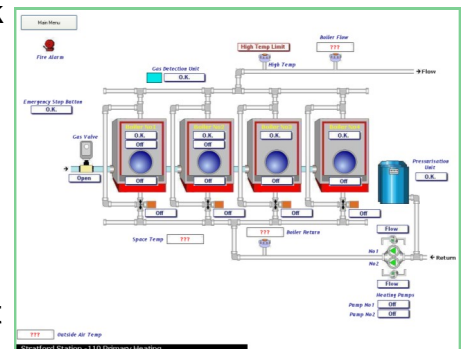 Main Menu
Fire Alarm
High Temp Limit
High Temp
Boiler Flow
???
→Flow
Gas Detection Unit
O.K.
Emergency Stop Button
O.K.
Gas Valve
Open
O.K.
Off
Off
O.K.
Off
Off
O.K.
Off
Off
O.K.
Off
Off
Pressurisation
Unit
O.K.
Off
Off
Off
Off
Space Temp
???
???
Boiler Return
Flow
No1
No2
← Return
Flow
Heating Pumps
Pump No1
Off
Pump No2
Off
???
Outside Air Temp
Stratford Station -110 Primary Heating